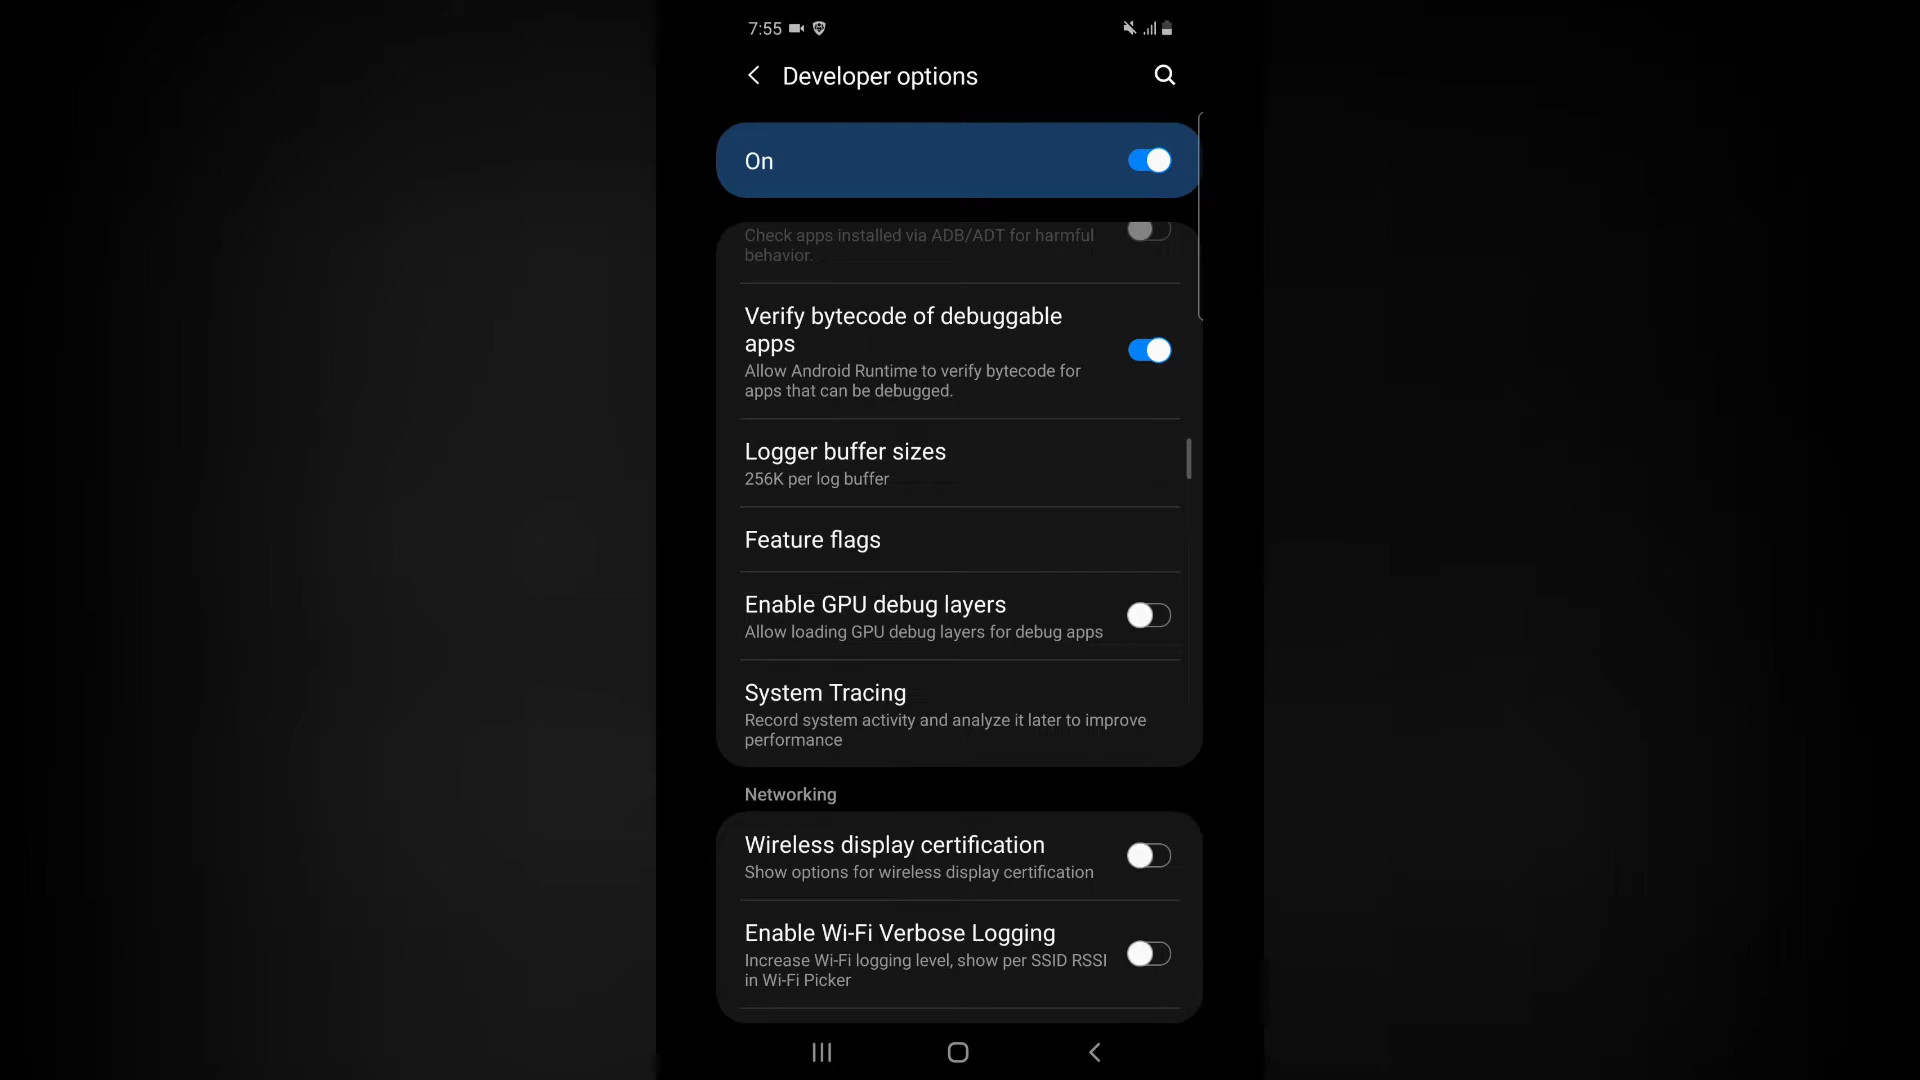 7:55
Developer options
On
Check apps installed via ADB/ADT for harmful
behavior.
Verify bytecode of debuggable
apps
Allow Android Runtime to verify bytecode for
apps that can be debugged.
Logger buffer sizes
256K per log buffer
Feature flags
Enable GPU debug layers
Allow loading GPU debug layers for debug apps
System Tracing
Record system activity and analyze it later to improve
performance
Networking
Wireless display certification
Show options for wireless display certification
Enable Wi-Fi Verbose Logging
Increase Wi-Fi logging level, show per SSID RSSI
in Wi-Fi Picker